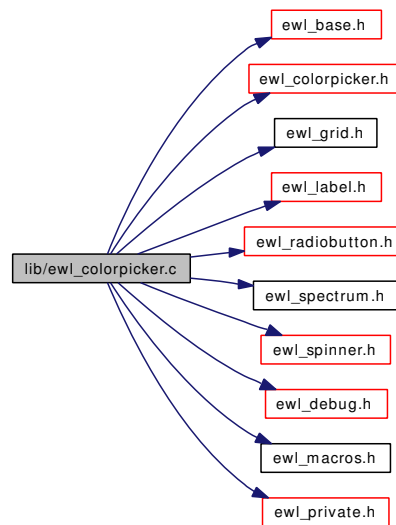 ewl_base.h
ewl_colorpicker.h
ewl_grid.h
ewl_label.h
lib/ewl_colorpicker.c
ewl_radiobutton.h
ewl_spectrum.h
ewl_spinner.h
ewl_debug.h
ewl_macros.h
ewl_private.h